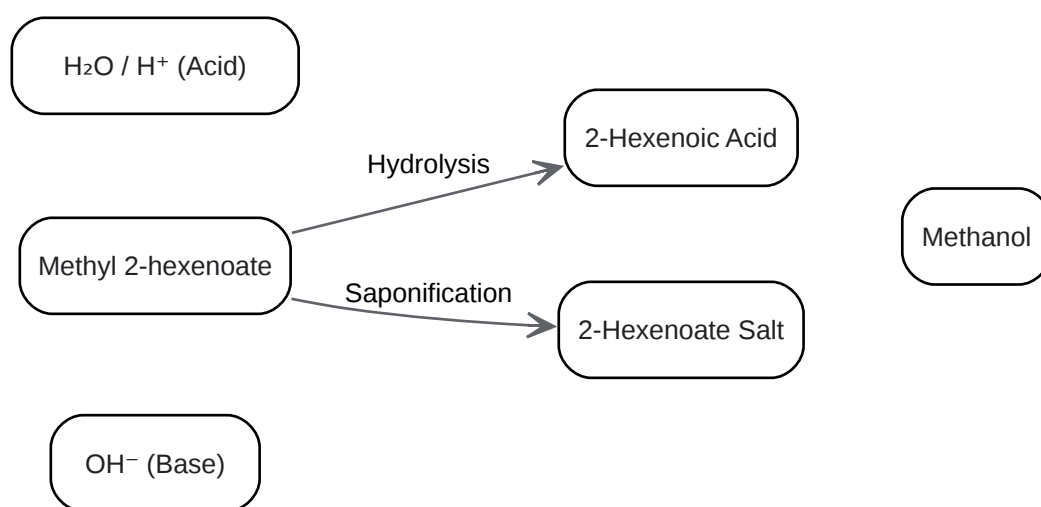 H₂O / H⁺ (Acid)
2-Hexenoic Acid
Hydrolysis
Methanol
Methyl 2-hexenoate
Saponification
2-Hexenoate Salt
OH⁻ (Base)